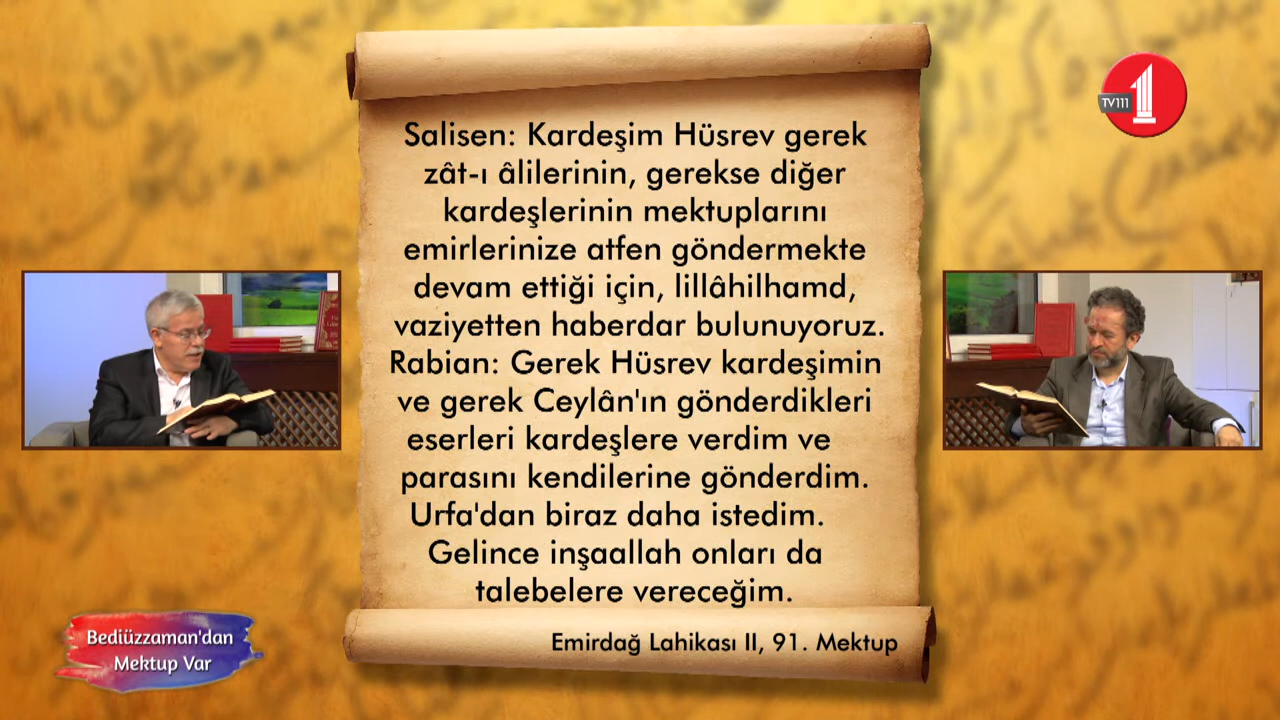 TV111
1
Salisen: Kardeşim Hüsrev gerek
zât-ı âlilerinin, gerekse diğer
kardeşlerinin mektuplarını
emirlerinize atfen göndermekte
devam ettiği için, lillâhilhamd,
vaziyetten haberdar bulunuyoruz.
Rabian: Gerek Hüsrev kardeşimin
ve gerek Ceylân'ın gönderdikleri
eserleri kardeşlere verdim ve
parasını kendilerine gönderdim.
Urfa'dan biraz daha istedim.
Gelince inşaallah onları da
talebelere vereceğim.
Emirdağ Lahikası II, 91. Mektup
Bediüzzaman'dan
Mektup Var